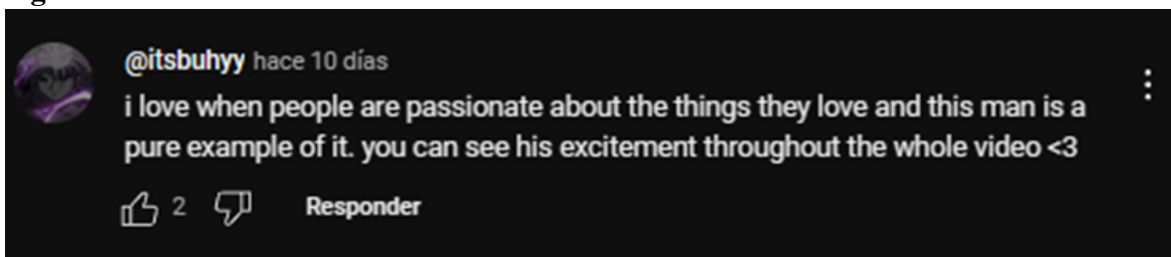 @itsbuhyy hace 10 días
i love when people are passionate about the things they love and this man is a
pure example of it. you can see his excitement throughout the whole video <3
2 Responder